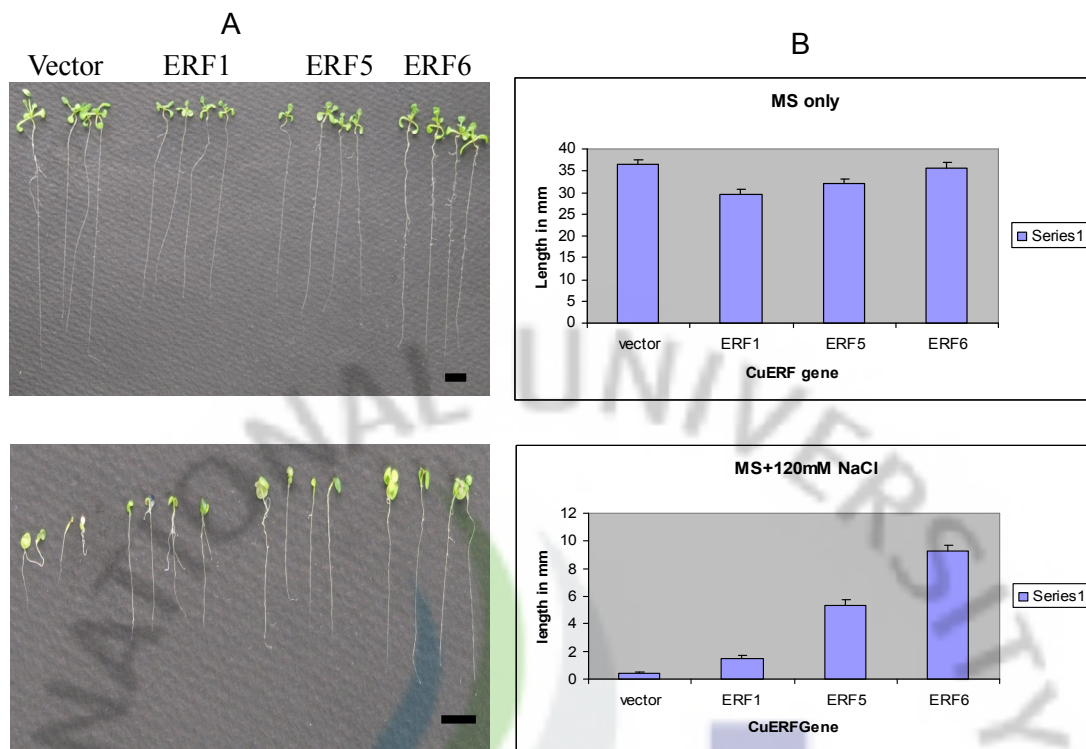 A
B
Vector ERF1 ERF5 ERF6
MS only
40
35
30
25
20
15
10
5
0
Length in mm
vector ERF1 ERF5 ERF6
CuERF gene
Series1
MS+120mM NaCl
12
10
8
6
4
2
0
length in mm
vector ERF1 ERF5 ERF6
CuERFGene
Series1
NATIONAL UNIVERSITY